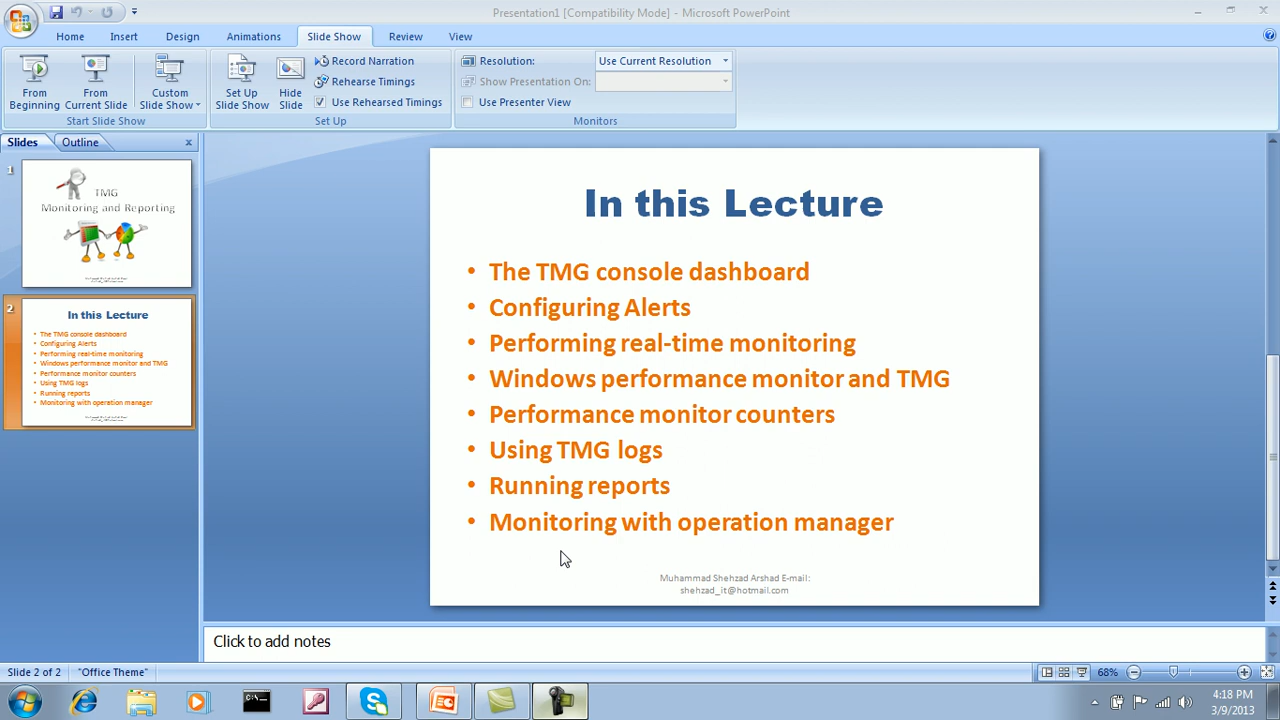 Presentation1 [Compatibility Mode] - Microsoft PowerPoint
Home Insert Design Animations Slide Show Review View
From Beginning
From Current Slide
Custom Slide Show
Start Slide Show
Set Up Slide Show
Hide Slide
Record Narration
Rehearse Timings
Use Rehearsed Timings
Set Up
Resolution: Use Current Resolution
Show Presentation On:
Use Presenter View
Monitors
Slides Outline
1
TMG
Monitoring and Reporting
2
In this Lecture
• The TMG console dashboard
• Configuring Alerts
• Performing real-time monitoring
• Windows performance monitor and TMG
• Performance monitor counters
• Using TMG logs
• Running reports
• Monitoring with operation manager
In this Lecture
• The TMG console dashboard
• Configuring Alerts
• Performing real-time monitoring
• Windows performance monitor and TMG
• Performance monitor counters
• Using TMG logs
• Running reports
• Monitoring with operation manager
Muhammad Shehzad Arshad E-mail:
shehzad_it@hotmail.com
Click to add notes
Slide 2 of 2 "Office Theme" 68%
4:18 PM
3/9/2013